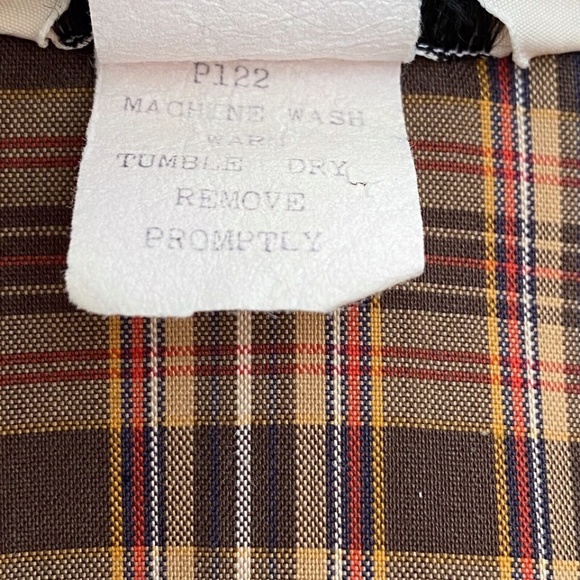 P122
MACHINE WASH
WARM
TUMBLE DRY
REMOVE
PROMPTLY